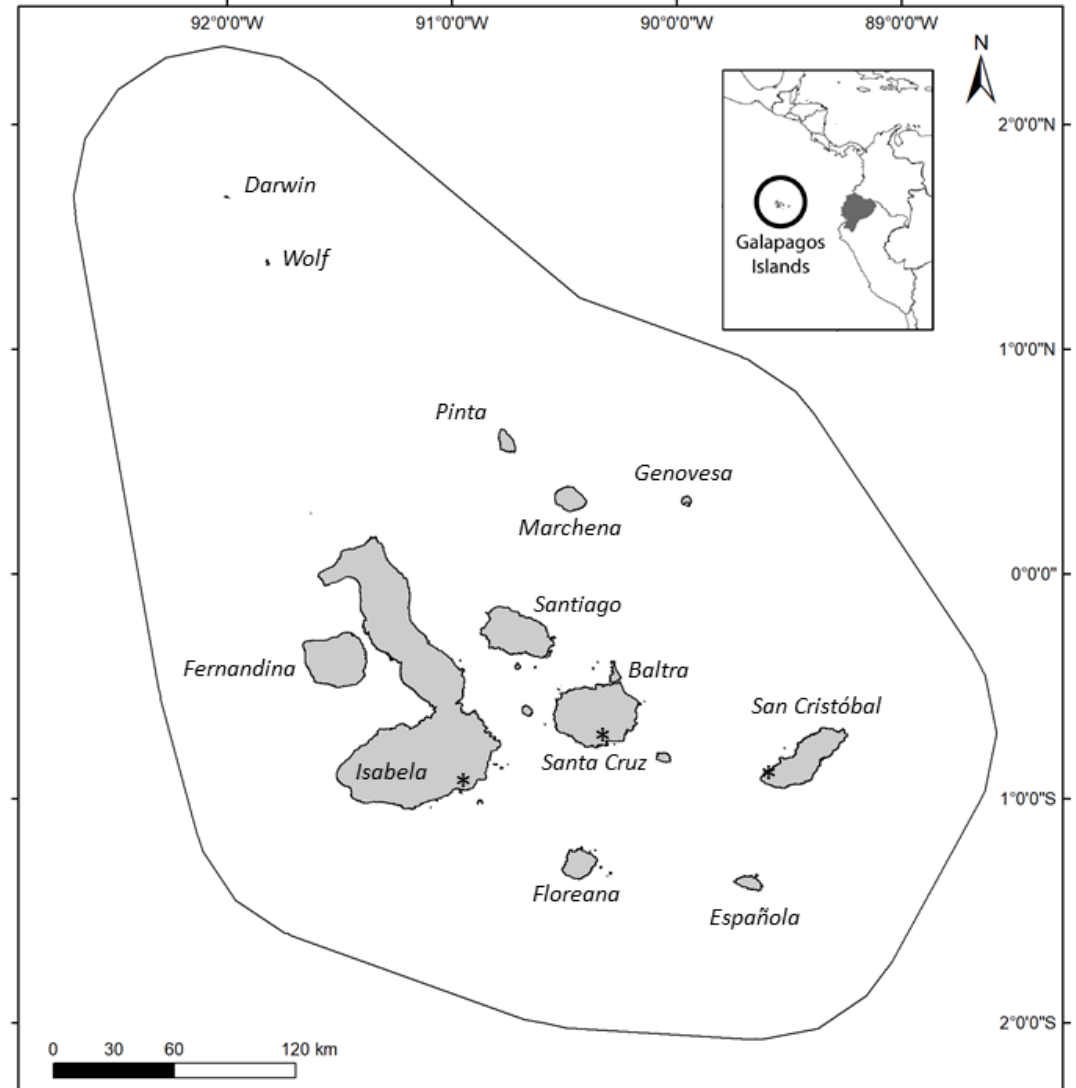 92°0'0"W 91°0'0"W 90°0'0"W 89°0'0"W
N
2°0'0"N
Darwin
Galapagos
Islands
Wolf
1°0'0"N
Pinta
Genovesa
Marchena
0°0'0"
Santiago
Fernandina
Baltra
San Cristóbal
Santa Cruz
Isabela
*
*
*
1°0'0"S
Floreana
Española
2°0'0"S
0 30 60 120 km